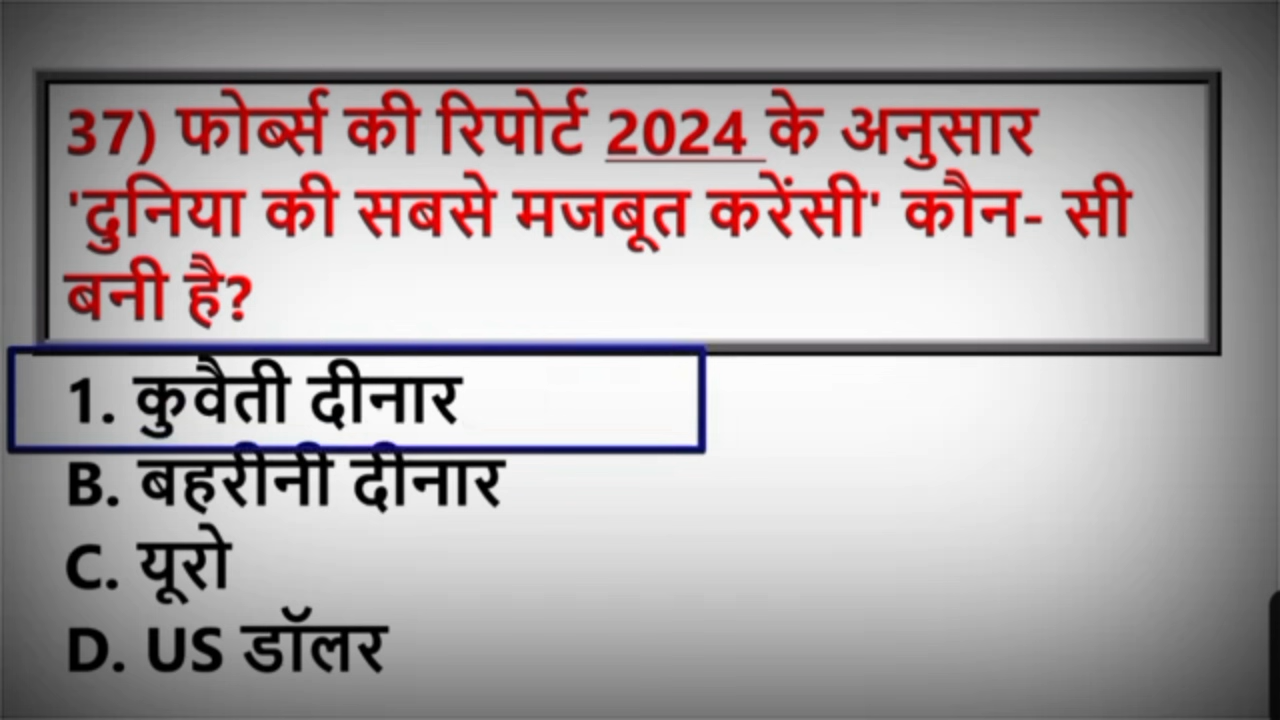 37) फोर्ब्स की रिपोर्ट 2024 के अनुसार
'दुनिया की सबसे मजबूत करेंसी' कौन- सी
बनी है?
1. कुवैती दीनार
B. बहरीनी दीनार
C. यूरो
D. US डॉलर